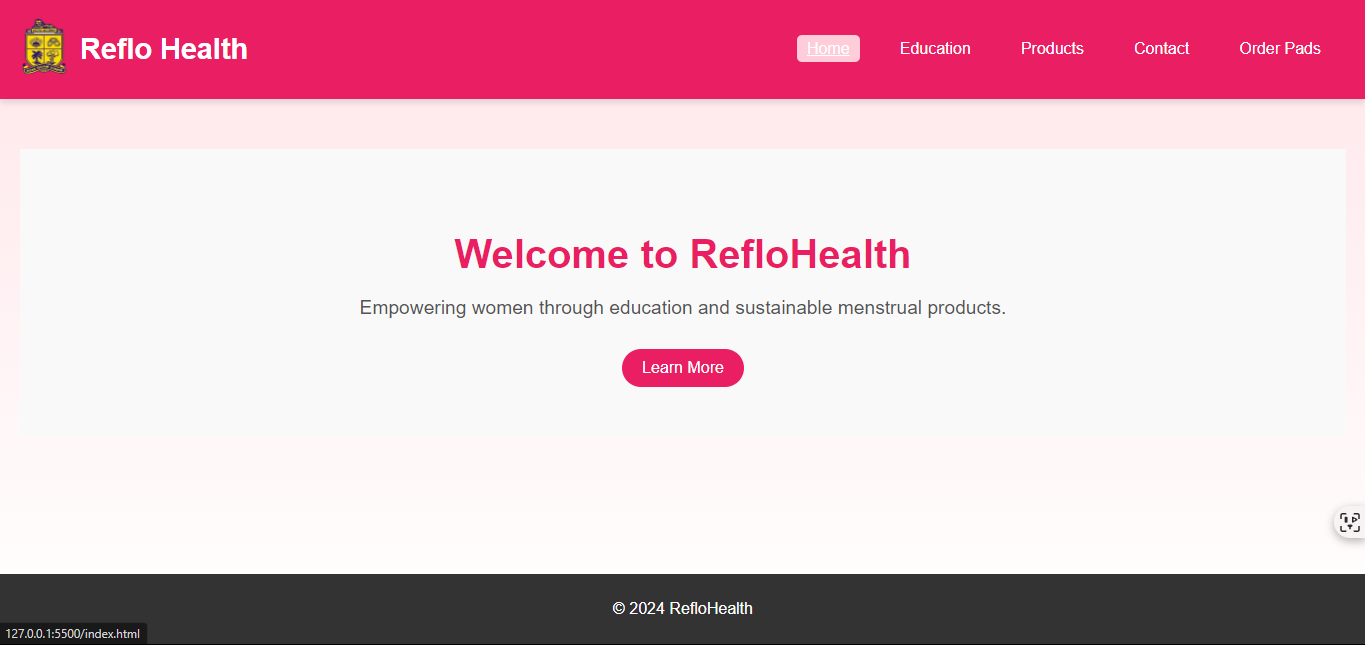 Reflo Health
Home Education Products Contact Order Pads
Welcome to RefloHealth
Empowering women through education and sustainable menstrual products.
Learn More
© 2024 RefloHealth
127.0.0.1:5500/index.html